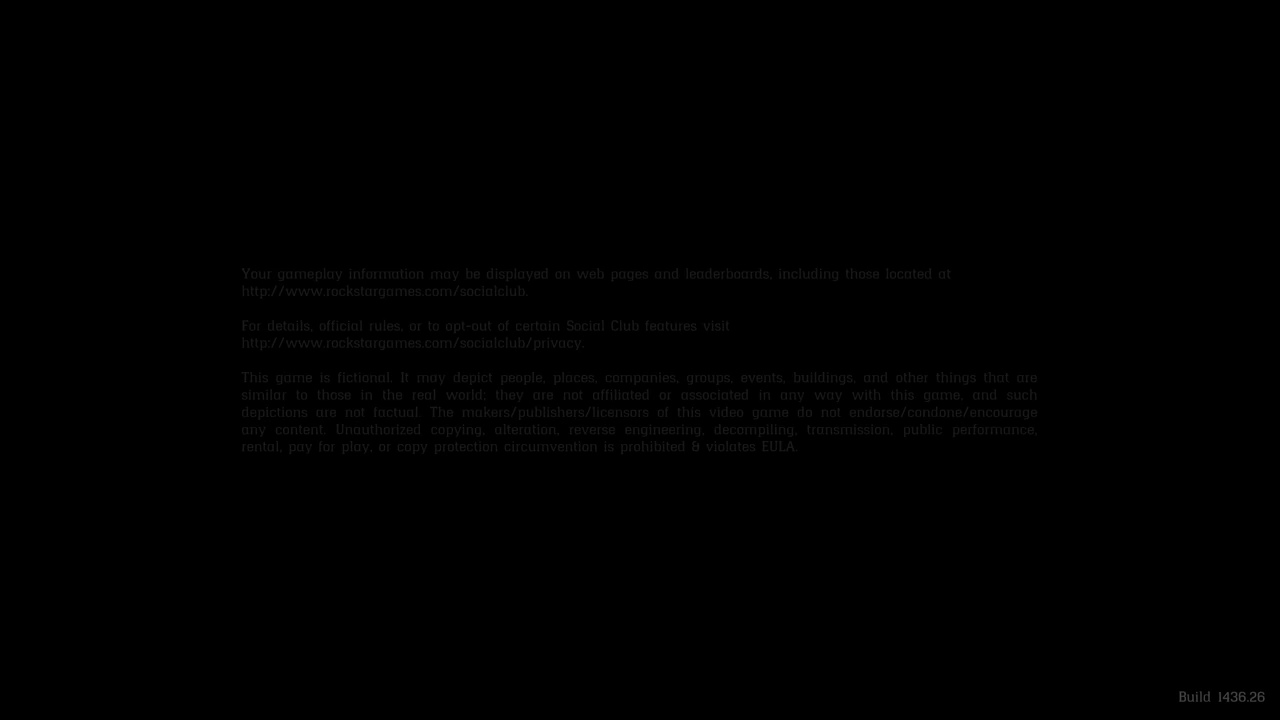 Your gameplay information may be displayed on web pages and leaderboards, including those located at
http://www.rockstargames.com/socialclub.
For details, official rules, or to opt-out of certain Social Club features visit
http://www.rockstargames.com/socialclub/privacy.
This game is fictional. It may depict people, places, companies, groups, events, buildings, and other things that are
similar to those in the real world; they are not affiliated or associated in any way with this game, and such
depictions are not factual. The makers/publishers/licensors of this video game do not endorse/condone/encourage
any content. Unauthorized copying, alteration, reverse engineering, decompiling, transmission, public performance,
rental, pay for play, or copy protection circumvention is prohibited & violates EULA.
Build 1436.26